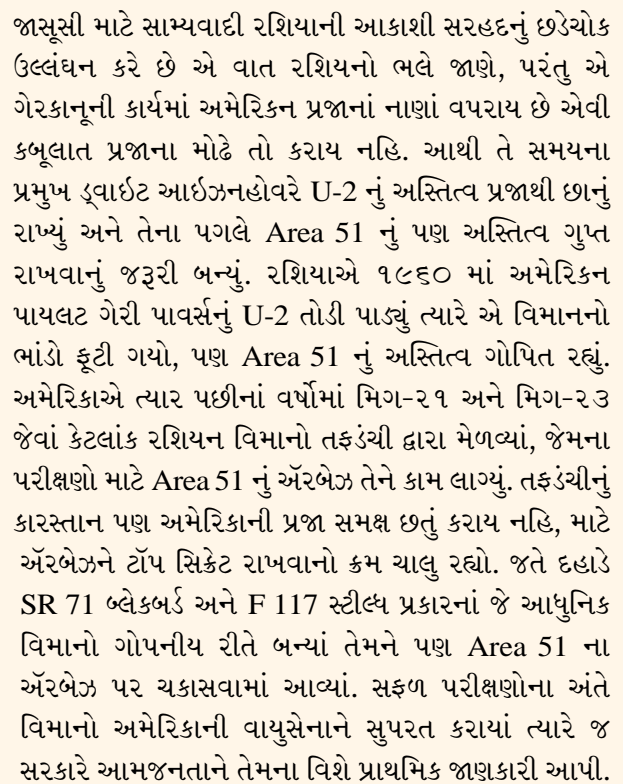 જાસૂસી માટે સામ્યવાદી રશિયાની આકાશી સરહદનું છડેચોક
ઉલ્લંઘન કરે છે એ વાત રશિયનો ભલે જાણે, પરંતુ એ
ગેરકાનૂની કાર્યમાં અમેરિકન પ્રજાનાં નાણાં વપરાય છે એવી
કબૂલાત પ્રજાના મોઢે તો કરાય નહિ. આથી તે સમયના
પ્રમુખ ડ્વાઇટ આઇઝનહોવરે U-2 નું અસ્તિત્વ પ્રજાથી છાનું
રાખ્યું અને તેના પગલે Area 51 નું પણ અસ્તિત્વ ગુપ્ત
રાખવાનું જરૂરી બન્યું. રશિયાએ ૧૯૬૦ માં અમેરિકન
પાયલટ ગેરી પાવર્સનું U-2 તોડી પાડ્યું ત્યારે એ વિમાનનો
ભાંડો ફૂટી ગયો, પણ Area 51 નું અસ્તિત્વ ગોપિત રહ્યું.
અમેરિકાએ ત્યાર પછીનાં વર્ષોમાં મિગ-૨૧ અને મિગ-૨૩
જેવાં કેટલાંક રશિયન વિમાનો તફડંચી દ્વારા મેળવ્યાં, જેમના
પરીક્ષણો માટે Area 51 નું ઍરબેઝ તેને કામ લાગ્યું. તફડંચીનું
કારસ્તાન પણ અમેરિકાની પ્રજા સમક્ષ છતું કરાય નહિ, માટે
ઍરબેઝને ટૉપ સિક્રેટ રાખવાનો ક્રમ ચાલુ રહ્યો. જતે દહાડે
SR 71 બ્લેકબર્ડ અને F 117 સ્ટીલ્ધ પ્રકારનાં જે આધુનિક
વિમાનો ગોપનીય રીતે બન્યાં તેમને પણ Area 51 ના
ઍરબેઝ પર ચકાસવામાં આવ્યાં. સફળ પરીક્ષણોના અંતે
વિમાનો અમેરિકાની વાયુસેનાને સુપરત કરાયાં ત્યારે જ
સરકારે આમજનતાને તેમના વિશે પ્રાથમિક જાણકારી આપી.